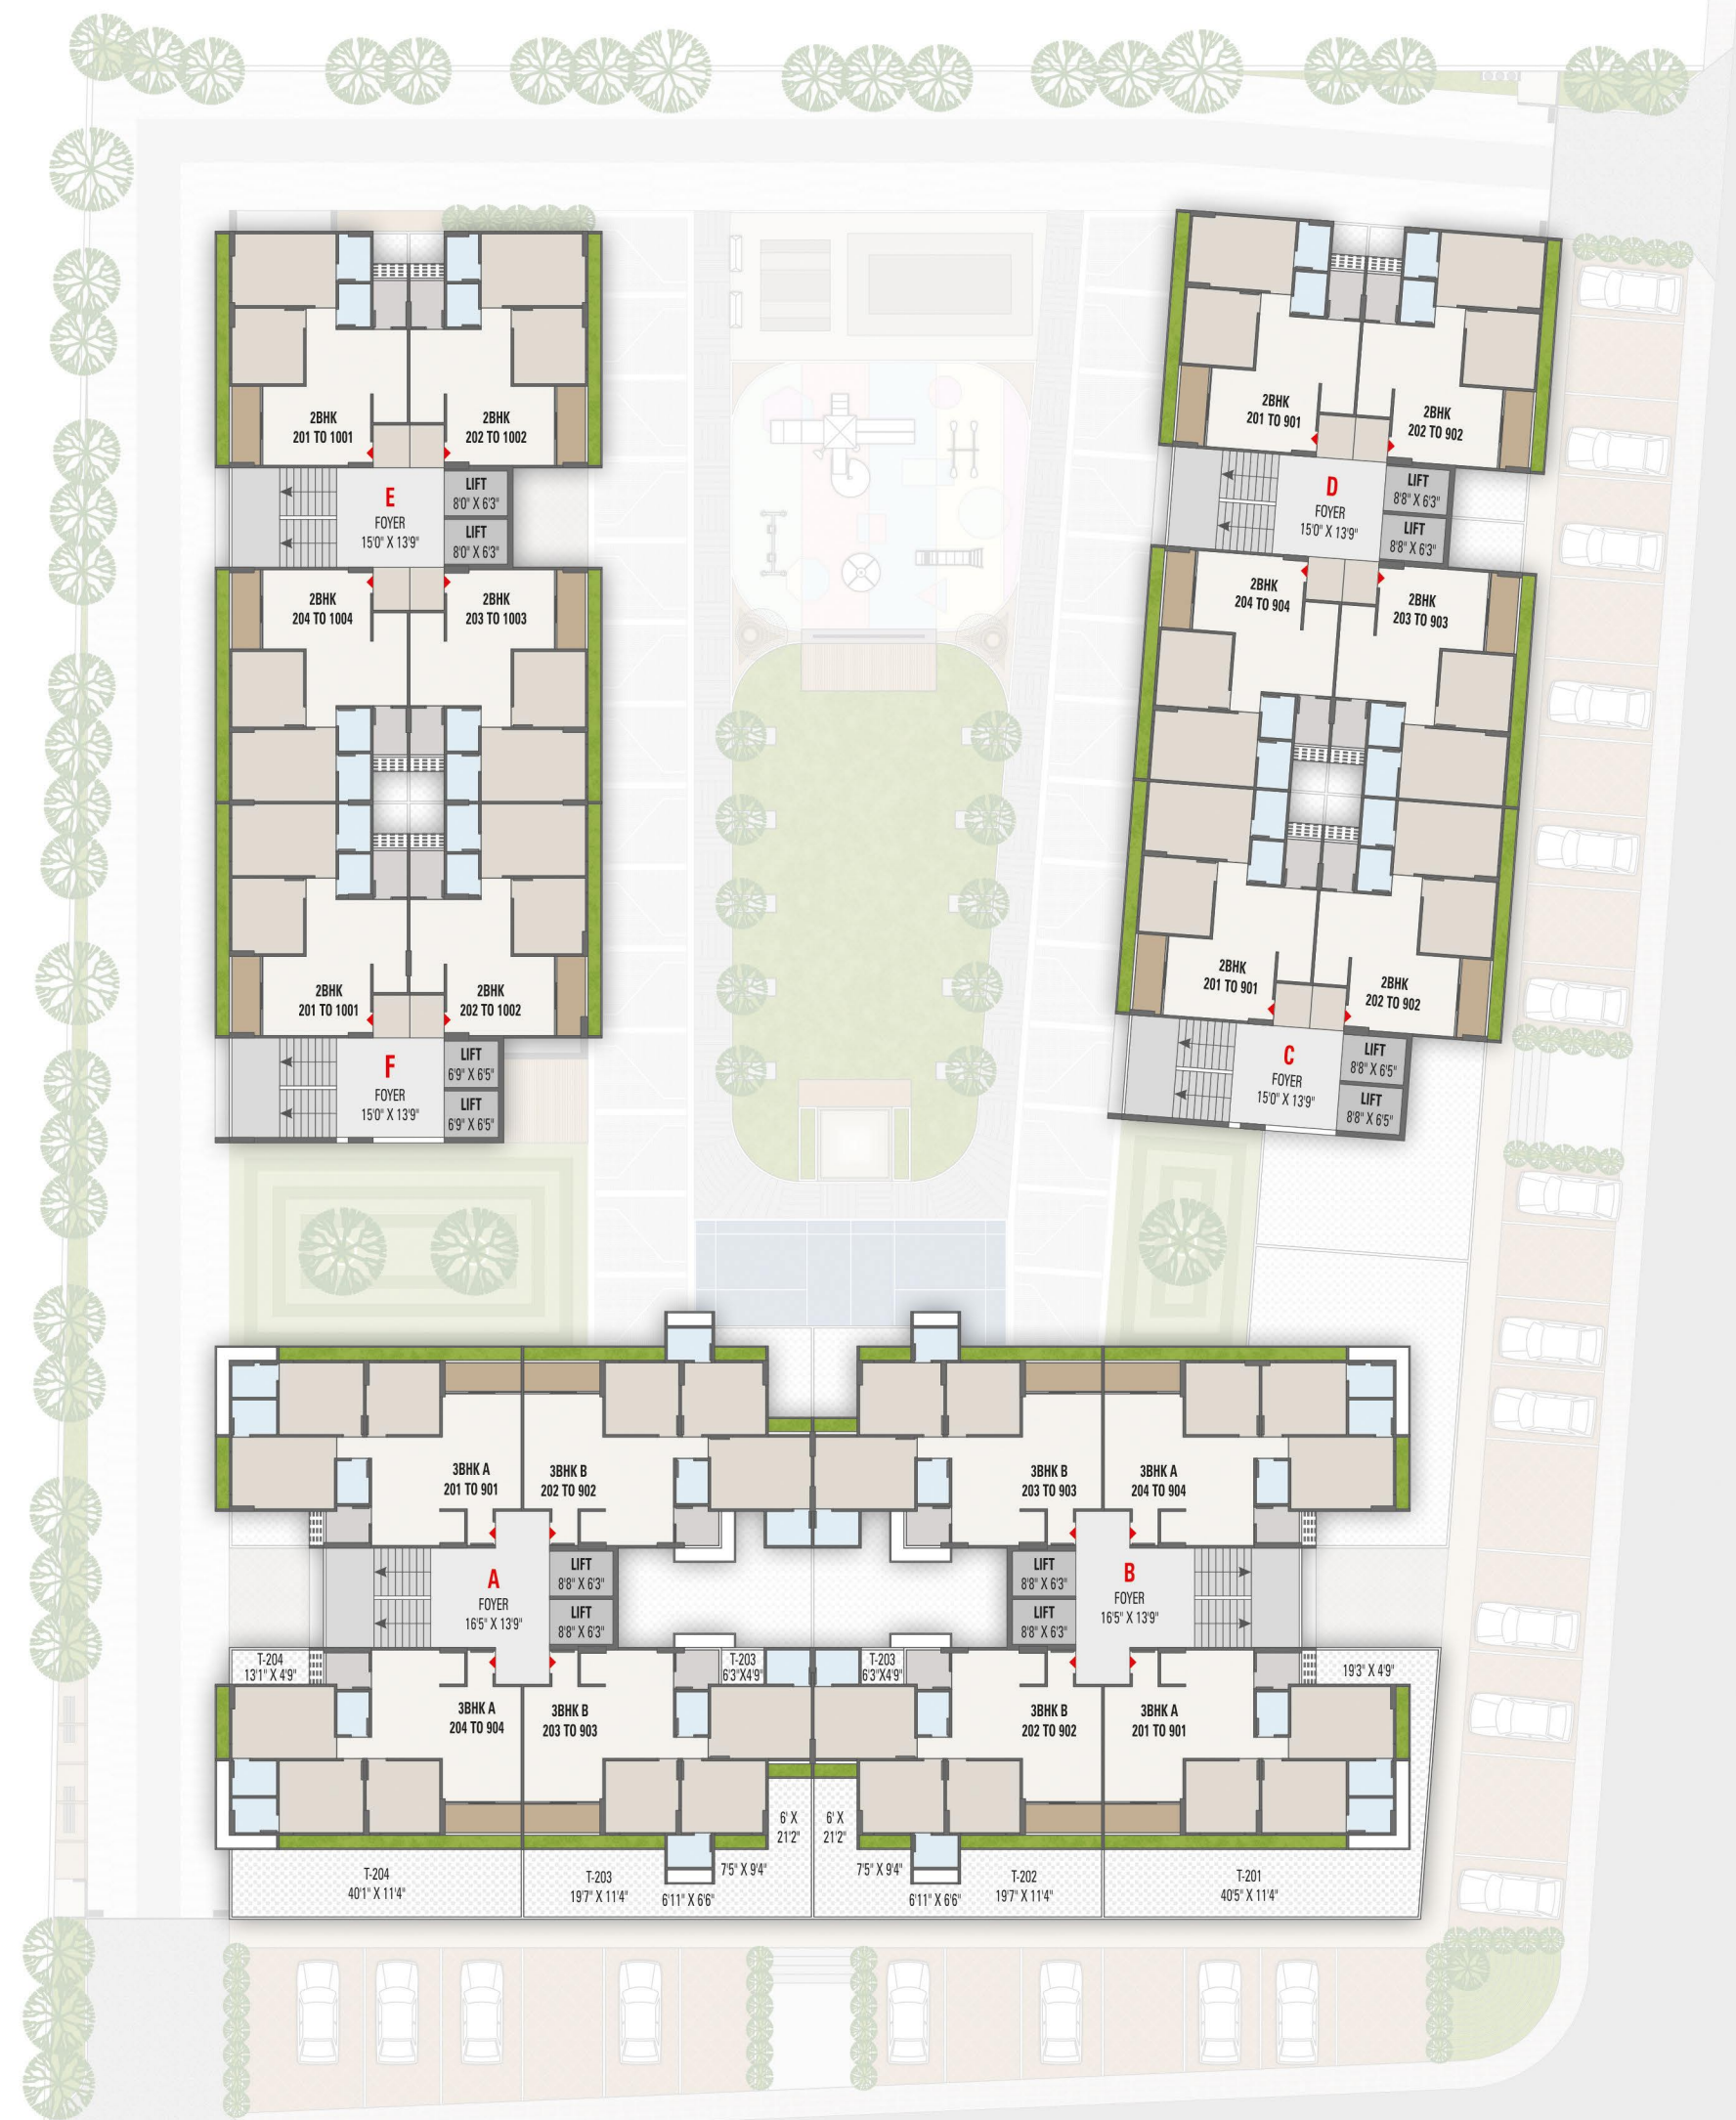 2BHK
201 TO 1001
2BHK
202 TO 1002
E
FOYER
15'0" X 13'9"
LIFT
8'0" X 6'3"
LIFT
8'0" X 6'3"
2BHK
204 TO 1004
2BHK
203 TO 1003
2BHK
201 TO 1001
2BHK
202 TO 1002
F
FOYER
15'0" X 13'9"
LIFT
6'9" X 6'5"
LIFT
6'9" X 6'5"
2BHK
201 TO 901
2BHK
202 TO 902
D
FOYER
15'0" X 13'9"
LIFT
8'8" X 6'3"
LIFT
8'8" X 6'3"
2BHK
204 TO 904
2BHK
203 TO 903
2BHK
201 TO 901
2BHK
202 TO 902
C
FOYER
15'0" X 13'9"
LIFT
8'8" X 6'5"
LIFT
8'8" X 6'5"
3BHK A
201 TO 901
3BHK B
202 TO 902
3BHK B
203 TO 903
3BHK A
204 TO 904
A
FOYER
16'5" X 13'9"
LIFT
8'8" X 6'3"
LIFT
8'8" X 6'3"
LIFT
8'8" X 6'3"
LIFT
8'8" X 6'3"
B
FOYER
16'5" X 13'9"
T-204
13'1" X 4'9"
T-203
6'3"X4'9"
T-203
6'3"X4'9"
19'3" X 4'9"
3BHK A
204 TO 904
3BHK B
203 TO 903
3BHK B
202 TO 902
3BHK A
201 TO 901
6' X
21'2"
6' X
21'2"
T-204
40'1" X 11'4"
T-203
19'7" X 11'4"
7'5" X 9'4"
6'11" X 6'6"
7'5" X 9'4"
6'11" X 6'6"
T-202
19'7" X 11'4"
T-201
40'5" X 11'4"